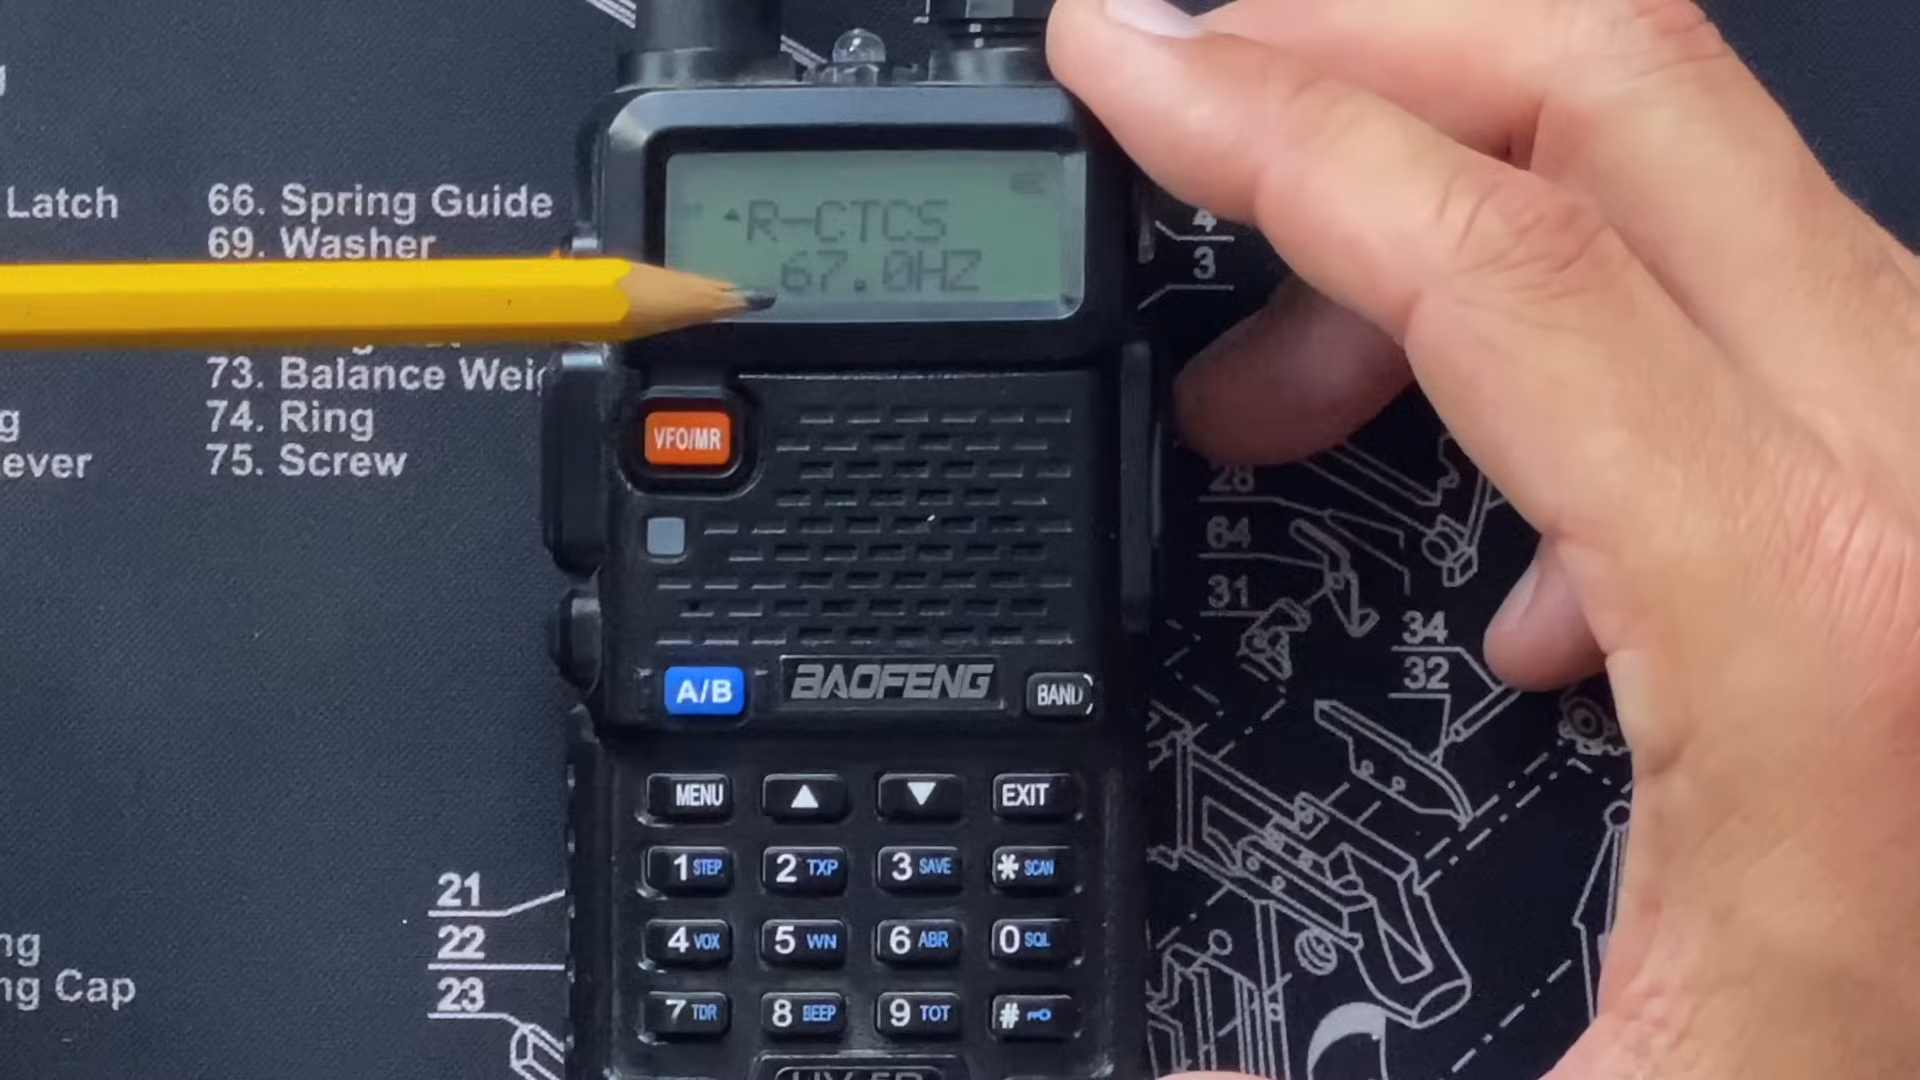 Latch
66. Spring Guide
69. Washer
73. Balance Weig
74. Ring
ever
75. Screw
ng
ng Cap
21
22
23
R-CTCS
67.0HZ
VFO/MR
A/B
BAOFENG
BAND
MENU ▲ ▼ EXIT
1 STEP 2 TXP 3 SAVE * SCAN
4 VOX 5 WN 6 ABR 0 SQL
7 TDR 8 BEEP 9 TOT #
4
3
28
64
31
34
32